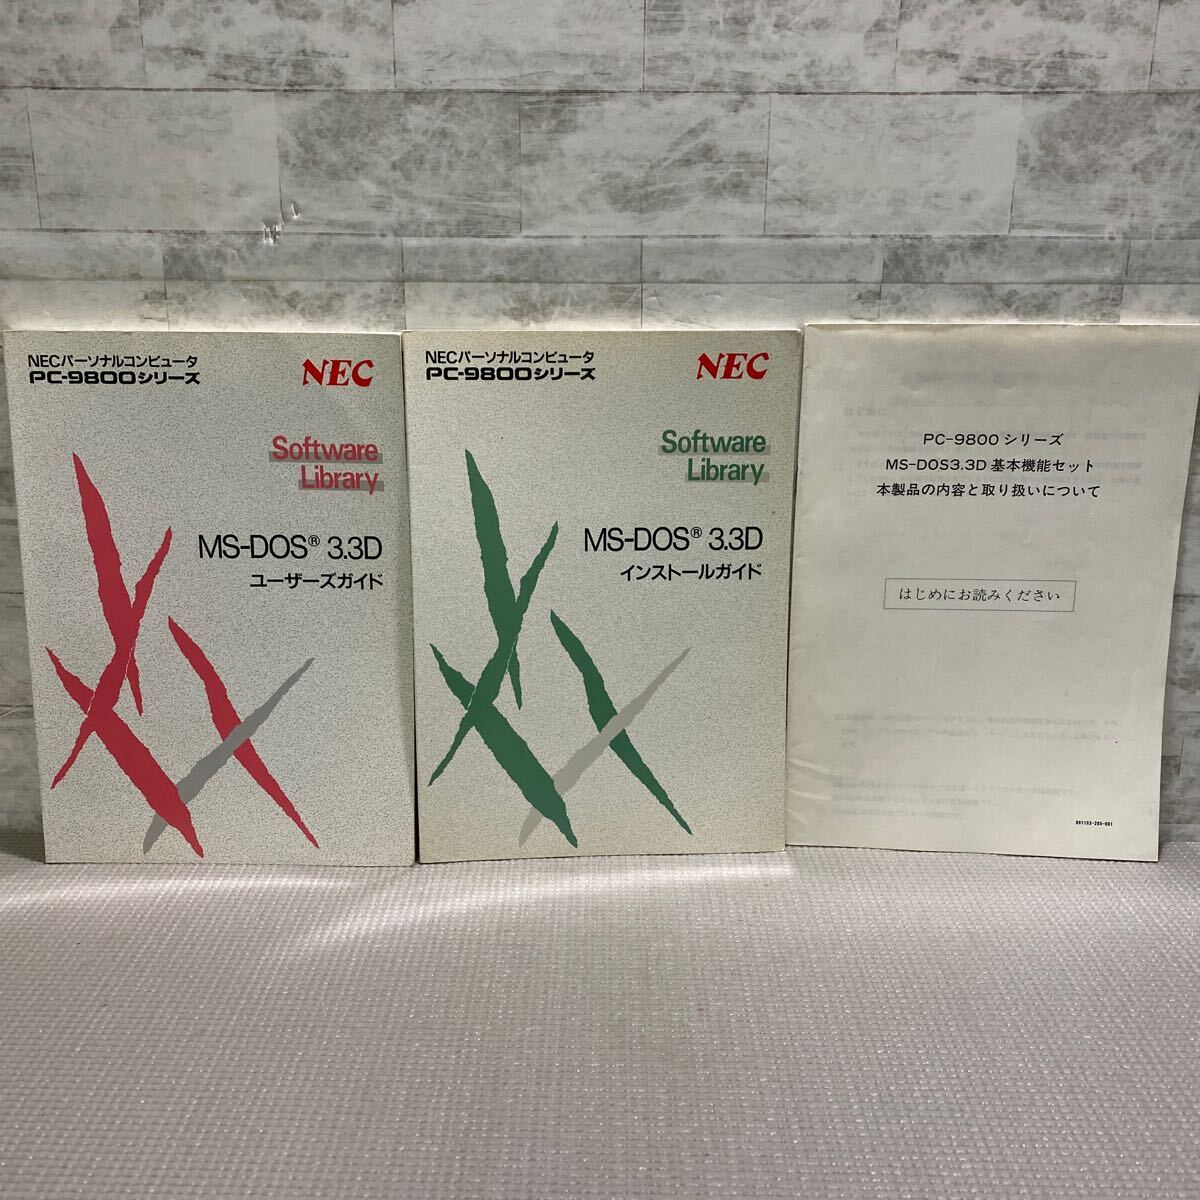 NECパーソナルコンピュータ
PC-9800シリーズ
NEC
Software
Library
MS-DOS® 3.3D
ユーザーズガイド
NECパーソナルコンピュータ
PC-9800シリーズ
NEC
Software
Library
MS-DOS® 3.3D
インストールガイド
PC-9800シリーズ
MS-DOS3.3D基本機能セット
本製品の内容と取り扱いについて
はじめにお読みください